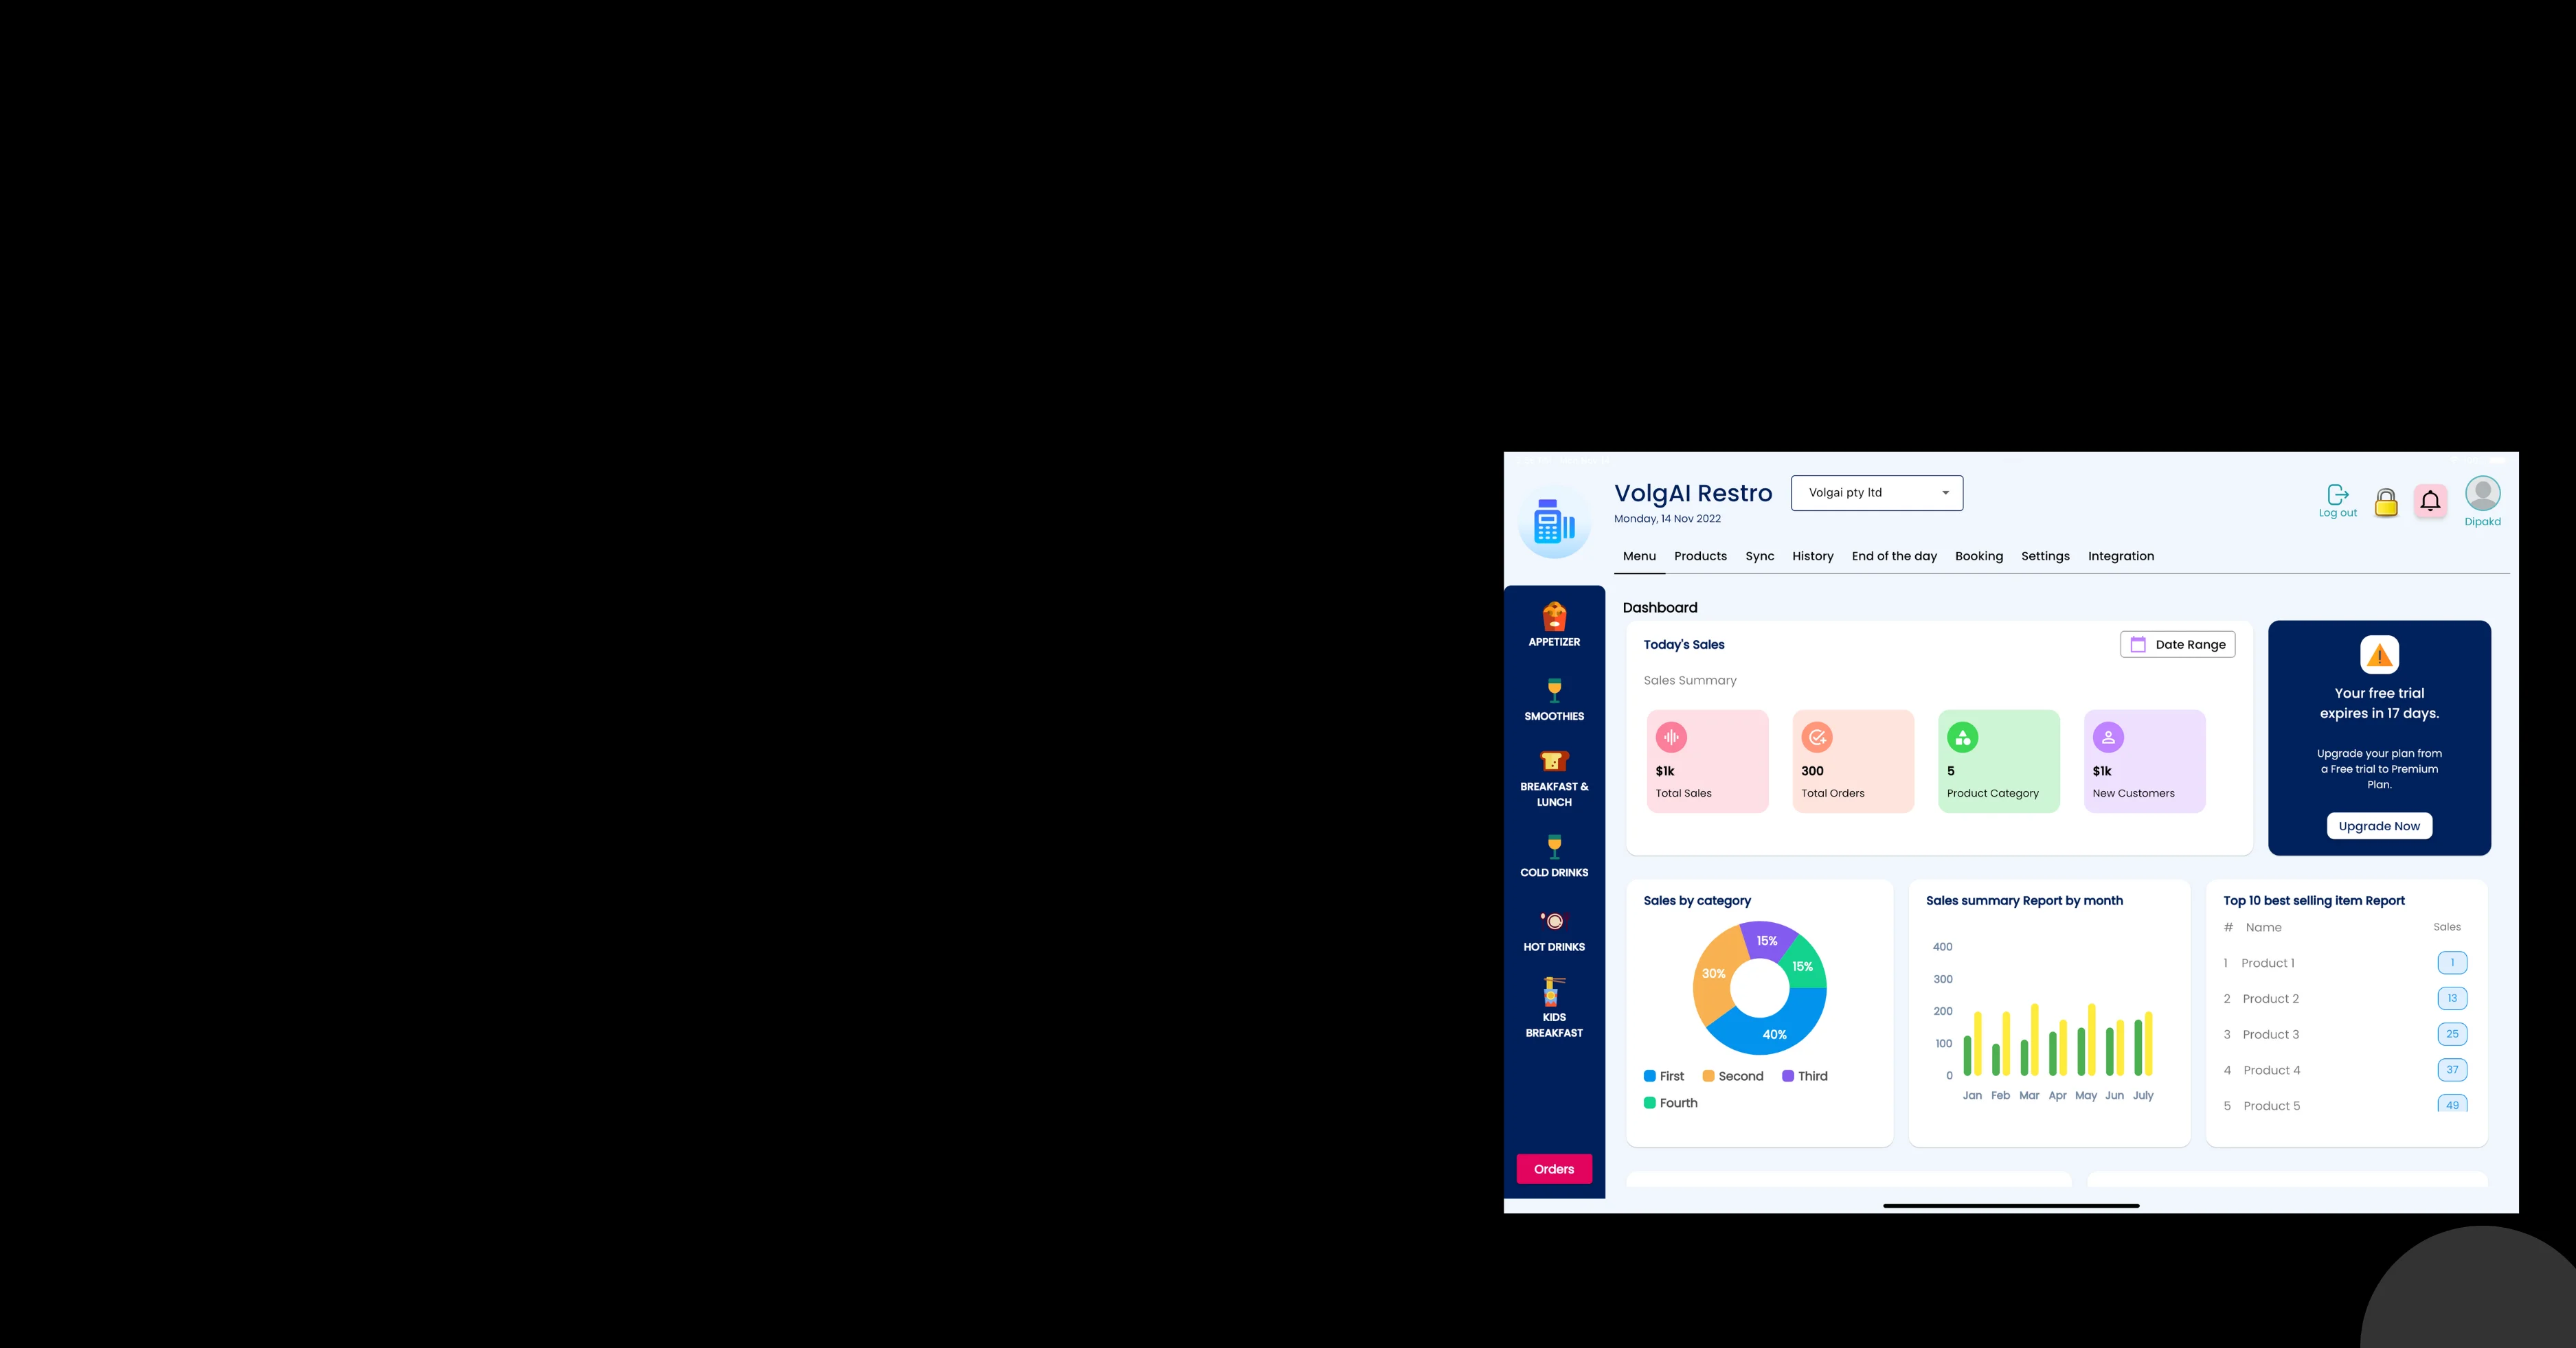 VolgAI Restro
Volgai pty ltd
Monday, 14 Nov 2022
Log out
Dipakd
Menu Products Sync History End of the day Booking Settings Integration
APPETIZER
SMOOTHIES
BREAKFAST &
LUNCH
COLD DRINKS
HOT DRINKS
KIDS
BREAKFAST
Orders
Dashboard
Today's Sales
Date Range
Sales Summary
$1k
Total Sales
300
Total Orders
5
Product Category
$1k
New Customers
Your free trial
expires in 17 days.
Upgrade your plan from
a Free trial to Premium
Plan.
Upgrade Now
Sales by category
15%
15%
30%
40%
First Second Third
Fourth
Sales summary Report by month
400
300
200
100
0
Jan Feb Mar Apr May Jun July
Top 10 best selling item Report
# Name Sales
1 Product 1 1
2 Product 2 13
3 Product 3 25
4 Product 4 37
5 Product 5 49